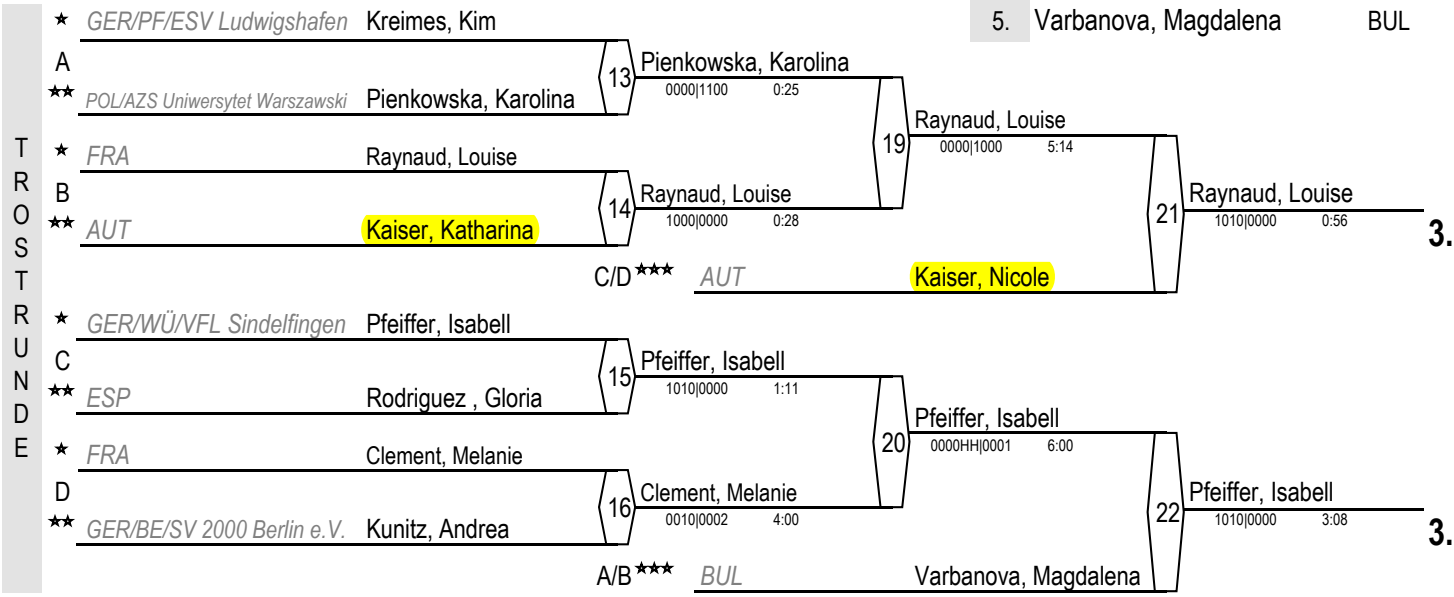 TROSTRUNDE
GER/PF/ESV Ludwigshafen Kreimes, Kim
5. Varbanova, Magdalena BUL
A
13 Pienkowska, Karolina
0000|1100 0:25
POL/AZS Uniwersytet Warszawski Pienkowska, Karolina
19 Raynaud, Louise
0000|1000 5:14
FRA Raynaud, Louise
B
14 Raynaud, Louise
1000|0000 0:28
21 Raynaud, Louise
1010|0000 0:56
3.
AUT Kaiser, Katharina
C/D AUT Kaiser, Nicole
GER/WÜ/VFL Sindelfingen Pfeiffer, Isabell
C
15 Pfeiffer, Isabell
1010|0000 1:11
ESP Rodriguez , Gloria
20 Pfeiffer, Isabell
0000HH|0001 6:00
FRA Clement, Melanie
D
16 Clement, Melanie
0010|0002 4:00
22 Pfeiffer, Isabell
1010|0000 3:08
3.
GER/BE/SV 2000 Berlin e.V. Kunitz, Andrea
A/B BUL Varbanova, Magdalena